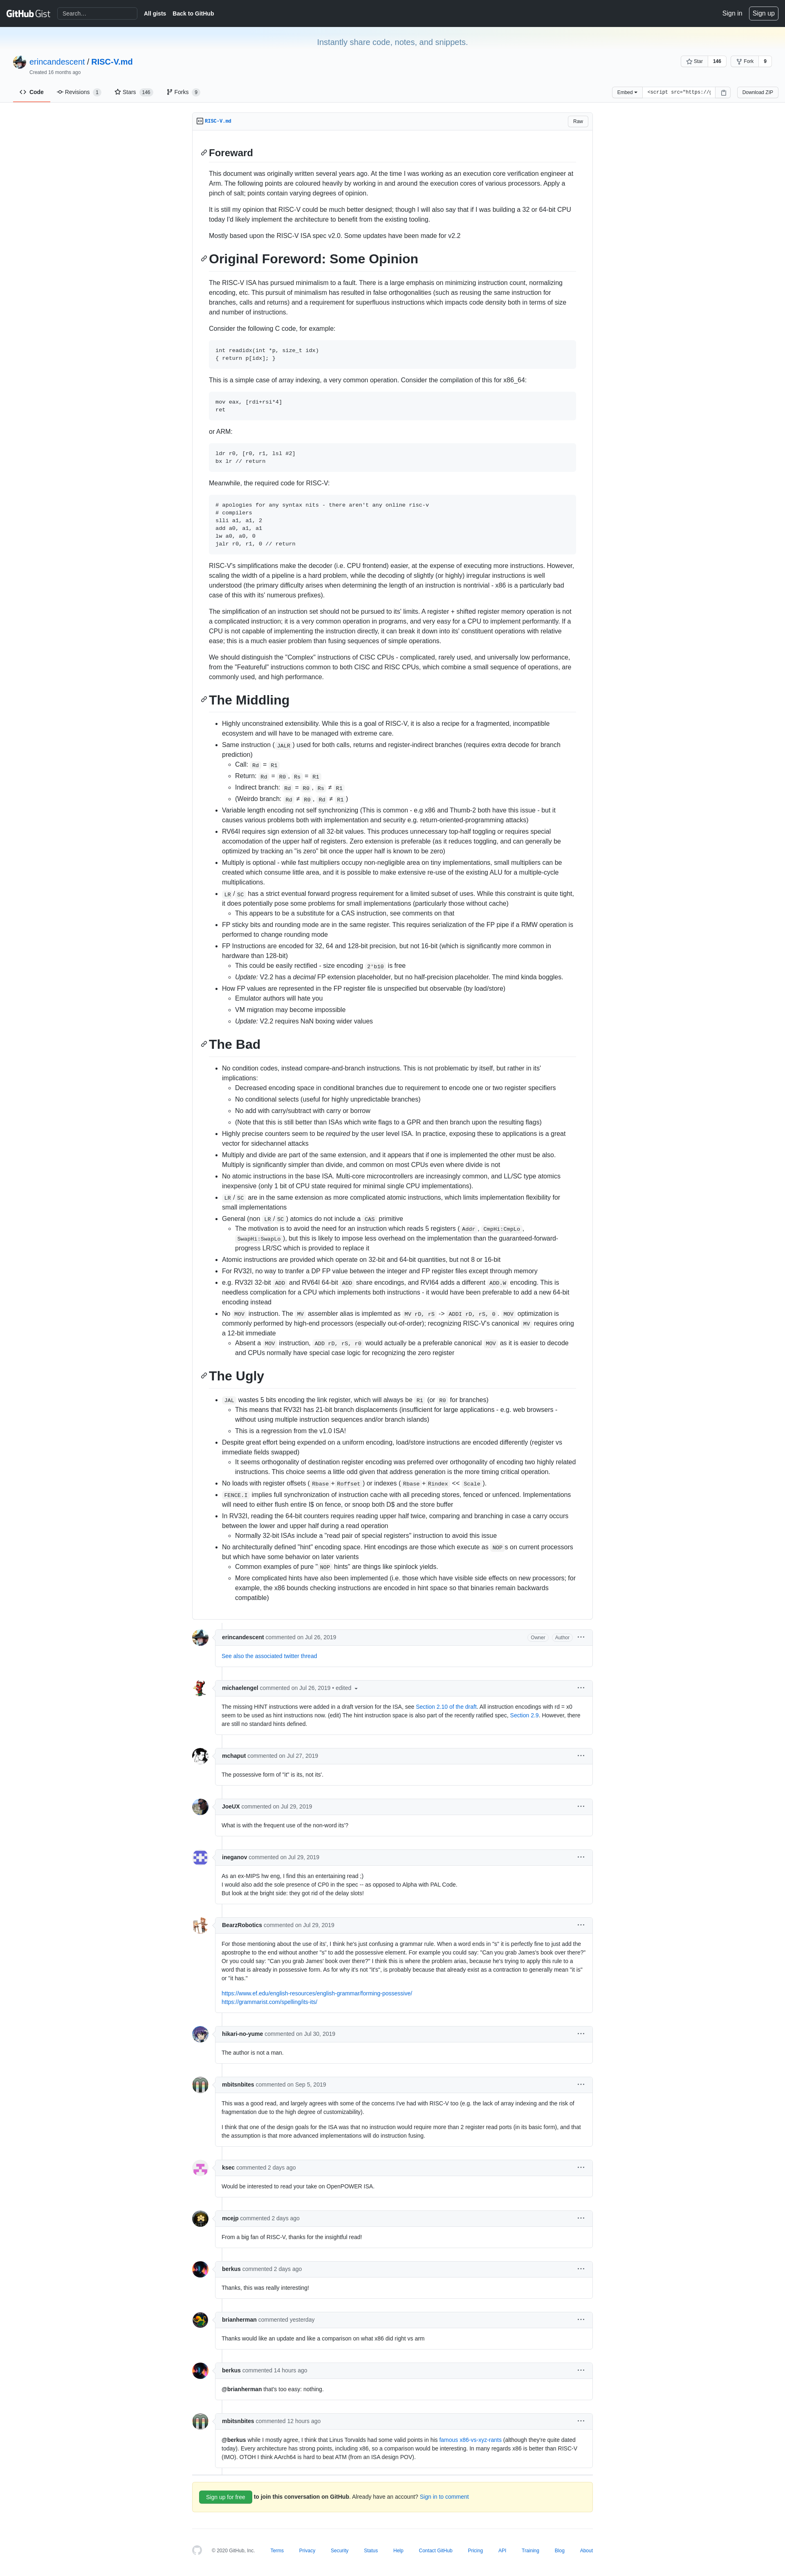 GitHub Gist
Search…
All gists
Back to GitHub
Sign in
Sign up
Instantly share code, notes, and snippets.
erincandescent / RISC-V.md
Created 16 months ago
Star 146
Fork 9
Code
Revisions 1
Stars 146
Forks 9
Embed
<script src="https://g
Download ZIP
RISC-V.md
Raw
Foreward
This document was originally written several years ago. At the time I was working as an execution core verification engineer at
Arm. The following points are coloured heavily by working in and around the execution cores of various processors. Apply a
pinch of salt; points contain varying degrees of opinion.
It is still my opinion that RISC-V could be much better designed; though I will also say that if I was building a 32 or 64-bit CPU
today I'd likely implement the architecture to benefit from the existing tooling.
Mostly based upon the RISC-V ISA spec v2.0. Some updates have been made for v2.2
Original Foreword: Some Opinion
The RISC-V ISA has pursued minimalism to a fault. There is a large emphasis on minimizing instruction count, normalizing
encoding, etc. This pursuit of minimalism has resulted in false orthogonalities (such as reusing the same instruction for
branches, calls and returns) and a requirement for superfluous instructions which impacts code density both in terms of size
and number of instructions.
Consider the following C code, for example:
int readidx(int *p, size_t idx)
{ return p[idx]; }
This is a simple case of array indexing, a very common operation. Consider the compilation of this for x86_64:
mov eax, [rdi+rsi*4]
ret
or ARM:
ldr r0, [r0, r1, lsl #2]
bx lr // return
Meanwhile, the required code for RISC-V:
# apologies for any syntax nits - there aren't any online risc-v
# compilers
slli a1, a1, 2
add a0, a1, a1
lw a0, a0, 0
jalr r0, r1, 0 // return
RISC-V's simplifications make the decoder (i.e. CPU frontend) easier, at the expense of executing more instructions. However,
scaling the width of a pipeline is a hard problem, while the decoding of slightly (or highly) irregular instructions is well
understood (the primary difficulty arises when determining the length of an instruction is nontrivial - x86 is a particularly bad
case of this with its' numerous prefixes).
The simplification of an instruction set should not be pursued to its' limits. A register + shifted register memory operation is not
a complicated instruction; it is a very common operation in programs, and very easy for a CPU to implement performantly. If a
CPU is not capable of implementing the instruction directly, it can break it down into its' constituent operations with relative
ease; this is a much easier problem than fusing sequences of simple operations.
We should distinguish the "Complex" instructions of CISC CPUs - complicated, rarely used, and universally low performance,
from the "Featureful" instructions common to both CISC and RISC CPUs, which combine a small sequence of operations, are
commonly used, and high performance.
The Middling
Highly unconstrained extensibility. While this is a goal of RISC-V, it is also a recipe for a fragmented, incompatible
ecosystem and will have to be managed with extreme care.
Same instruction ( JALR ) used for both calls, returns and register-indirect branches (requires extra decode for branch
prediction)
Call: Rd = R1
Return: Rd = R0 , Rs = R1
Indirect branch: Rd = R0 , Rs ≠ R1
(Weirdo branch: Rd ≠ R0 , Rd ≠ R1 )
Variable length encoding not self synchronizing (This is common - e.g x86 and Thumb-2 both have this issue - but it
causes various problems both with implementation and security e.g. return-oriented-programming attacks)
RV64I requires sign extension of all 32-bit values. This produces unnecessary top-half toggling or requires special
accomodation of the upper half of registers. Zero extension is preferable (as it reduces toggling, and can generally be
optimized by tracking an "is zero" bit once the upper half is known to be zero)
Multiply is optional - while fast multipliers occupy non-negligible area on tiny implementations, small multipliers can be
created which consume little area, and it is possible to make extensive re-use of the existing ALU for a multiple-cycle
multiplications.
LR / SC has a strict eventual forward progress requirement for a limited subset of uses. While this constraint is quite tight,
it does potentially pose some problems for small implementations (particularly those without cache)
This appears to be a substitute for a CAS instruction, see comments on that
FP sticky bits and rounding mode are in the same register. This requires serialization of the FP pipe if a RMW operation is
performed to change rounding mode
FP Instructions are encoded for 32, 64 and 128-bit precision, but not 16-bit (which is significantly more common in
hardware than 128-bit)
This could be easily rectified - size encoding 2'b10 is free
Update: V2.2 has a decimal FP extension placeholder, but no half-precision placeholder. The mind kinda boggles.
How FP values are represented in the FP register file is unspecified but observable (by load/store)
Emulator authors will hate you
VM migration may become impossible
Update: V2.2 requires NaN boxing wider values
The Bad
No condition codes, instead compare-and-branch instructions. This is not problematic by itself, but rather in its'
implications:
Decreased encoding space in conditional branches due to requirement to encode one or two register specifiers
No conditional selects (useful for highly unpredictable branches)
No add with carry/subtract with carry or borrow
(Note that this is still better than ISAs which write flags to a GPR and then branch upon the resulting flags)
Highly precise counters seem to be required by the user level ISA. In practice, exposing these to applications is a great
vector for sidechannel attacks
Multiply and divide are part of the same extension, and it appears that if one is implemented the other must be also.
Multiply is significantly simpler than divide, and common on most CPUs even where divide is not
No atomic instructions in the base ISA. Multi-core microcontrollers are increasingly common, and LL/SC type atomics
inexpensive (only 1 bit of CPU state required for minimal single CPU implementations).
LR / SC are in the same extension as more complicated atomic instructions, which limits implementation flexibility for
small implementations
General (non LR / SC ) atomics do not include a CAS primitive
The motivation is to avoid the need for an instruction which reads 5 registers ( Addr , CmpHi:CmpLo ,
SwapHi:SwapLo ), but this is likely to impose less overhead on the implementation than the guaranteed-forward-
progress LR/SC which is provided to replace it
Atomic instructions are provided which operate on 32-bit and 64-bit quantities, but not 8 or 16-bit
For RV32I, no way to tranfer a DP FP value between the integer and FP register files except through memory
e.g. RV32I 32-bit ADD and RV64I 64-bit ADD share encodings, and RVI64 adds a different ADD.W encoding. This is
needless complication for a CPU which implements both instructions - it would have been preferable to add a new 64-bit
encoding instead
No MOV instruction. The MV assembler alias is implemted as MV rD, rS -> ADDI rD, rS, 0 . MOV optimization is
commonly performed by high-end processors (especially out-of-order); recognizing RISC-V's canonical MV requires oring
a 12-bit immediate
Absent a MOV instruction, ADD rD, rS, r0 would actually be a preferable canonical MOV as it is easier to decode
and CPUs normally have special case logic for recognizing the zero register
The Ugly
JAL wastes 5 bits encoding the link register, which will always be R1 (or R0 for branches)
This means that RV32I has 21-bit branch displacements (insufficient for large applications - e.g. web browsers -
without using multiple instruction sequences and/or branch islands)
This is a regression from the v1.0 ISA!
Despite great effort being expended on a uniform encoding, load/store instructions are encoded differently (register vs
immediate fields swapped)
It seems orthogonality of destination register encoding was preferred over orthogonality of encoding two highly related
instructions. This choice seems a little odd given that address generation is the more timing critical operation.
No loads with register offsets ( Rbase + Roffset ) or indexes ( Rbase + Rindex << Scale ).
FENCE.I implies full synchronization of instruction cache with all preceding stores, fenced or unfenced. Implementations
will need to either flush entire I$ on fence, or snoop both D$ and the store buffer
In RV32I, reading the 64-bit counters requires reading upper half twice, comparing and branching in case a carry occurs
between the lower and upper half during a read operation
Normally 32-bit ISAs include a "read pair of special registers" instruction to avoid this issue
No architecturally defined "hint" encoding space. Hint encodings are those which execute as NOP s on current processors
but which have some behavior on later varients
Common examples of pure " NOP hints" are things like spinlock yields.
More complicated hints have also been implemented (i.e. those which have visible side effects on new processors; for
example, the x86 bounds checking instructions are encoded in hint space so that binaries remain backwards
compatible)
erincandescent commented on Jul 26, 2019
Owner
Author
See also the associated twitter thread
michaelengel commented on Jul 26, 2019 • edited
The missing HINT instructions were added in a draft version for the ISA, see Section 2.10 of the draft. All instruction encodings with rd = x0
seem to be used as hint instructions now. (edit) The hint instruction space is also part of the recently ratified spec, Section 2.9. However, there
are still no standard hints defined.
mchaput commented on Jul 27, 2019
The possessive form of "it" is its, not its'.
JoeUX commented on Jul 29, 2019
What is with the frequent use of the non-word its'?
ineganov commented on Jul 29, 2019
As an ex-MIPS hw eng, I find this an entertaining read ;)
I would also add the sole presence of CP0 in the spec -- as opposed to Alpha with PAL Code.
But look at the bright side: they got rid of the delay slots!
BearzRobotics commented on Jul 29, 2019
For those mentioning about the use of its', I think he's just confusing a grammar rule. When a word ends in "s" it is perfectly fine to just add the
apostrophe to the end without another "s" to add the possessive element. For example you could say: "Can you grab James's book over there?"
Or you could say: "Can you grab James' book over there?" I think this is where the problem arias, because he's trying to apply this rule to a
word that is already in possessive form. As for why it's not "it's", is probably because that already exist as a contraction to generally mean "it is"
or "it has."
https://www.ef.edu/english-resources/english-grammar/forming-possessive/
https://grammarist.com/spelling/its-its/
hikari-no-yume commented on Jul 30, 2019
The author is not a man.
mbitsnbites commented on Sep 5, 2019
This was a good read, and largely agrees with some of the concerns I've had with RISC-V too (e.g. the lack of array indexing and the risk of
fragmentation due to the high degree of customizability).
I think that one of the design goals for the ISA was that no instruction would require more than 2 register read ports (in its basic form), and that
the assumption is that more advanced implementations will do instruction fusing.
ksec commented 2 days ago
Would be interested to read your take on OpenPOWER ISA.
mcejp commented 2 days ago
From a big fan of RISC-V, thanks for the insightful read!
berkus commented 2 days ago
Thanks, this was really interesting!
brianherman commented yesterday
Thanks would like an update and like a comparison on what x86 did right vs arm
berkus commented 14 hours ago
@brianherman that's too easy: nothing.
mbitsnbites commented 12 hours ago
@berkus while I mostly agree, I think that Linus Torvalds had some valid points in his famous x86-vs-xyz-rants (although they're quite dated
today). Every architecture has strong points, including x86, so a comparison would be interesting. In many regards x86 is better than RISC-V
(IMO). OTOH I think AArch64 is hard to beat ATM (from an ISA design POV).
Sign up for free to join this conversation on GitHub. Already have an account? Sign in to comment
© 2020 GitHub, Inc.
Terms
Privacy
Security
Status
Help
Contact GitHub
Pricing
API
Training
Blog
About